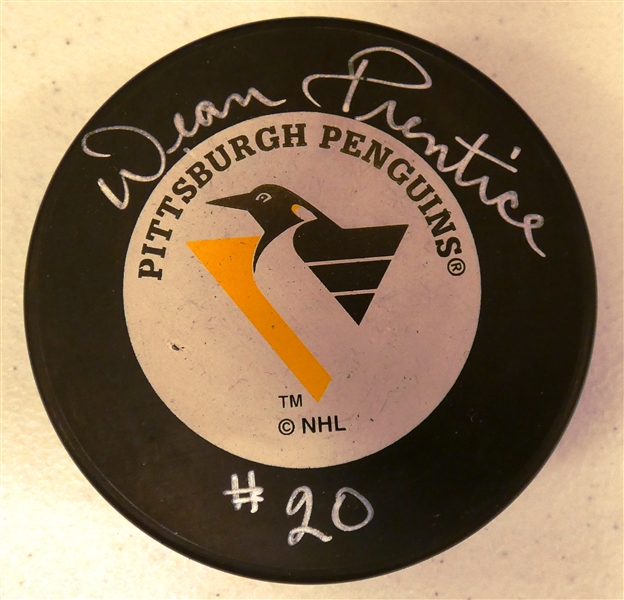 Dean Prentice
PITTSBURGH PENGUINS®
TM
© NHL
#20